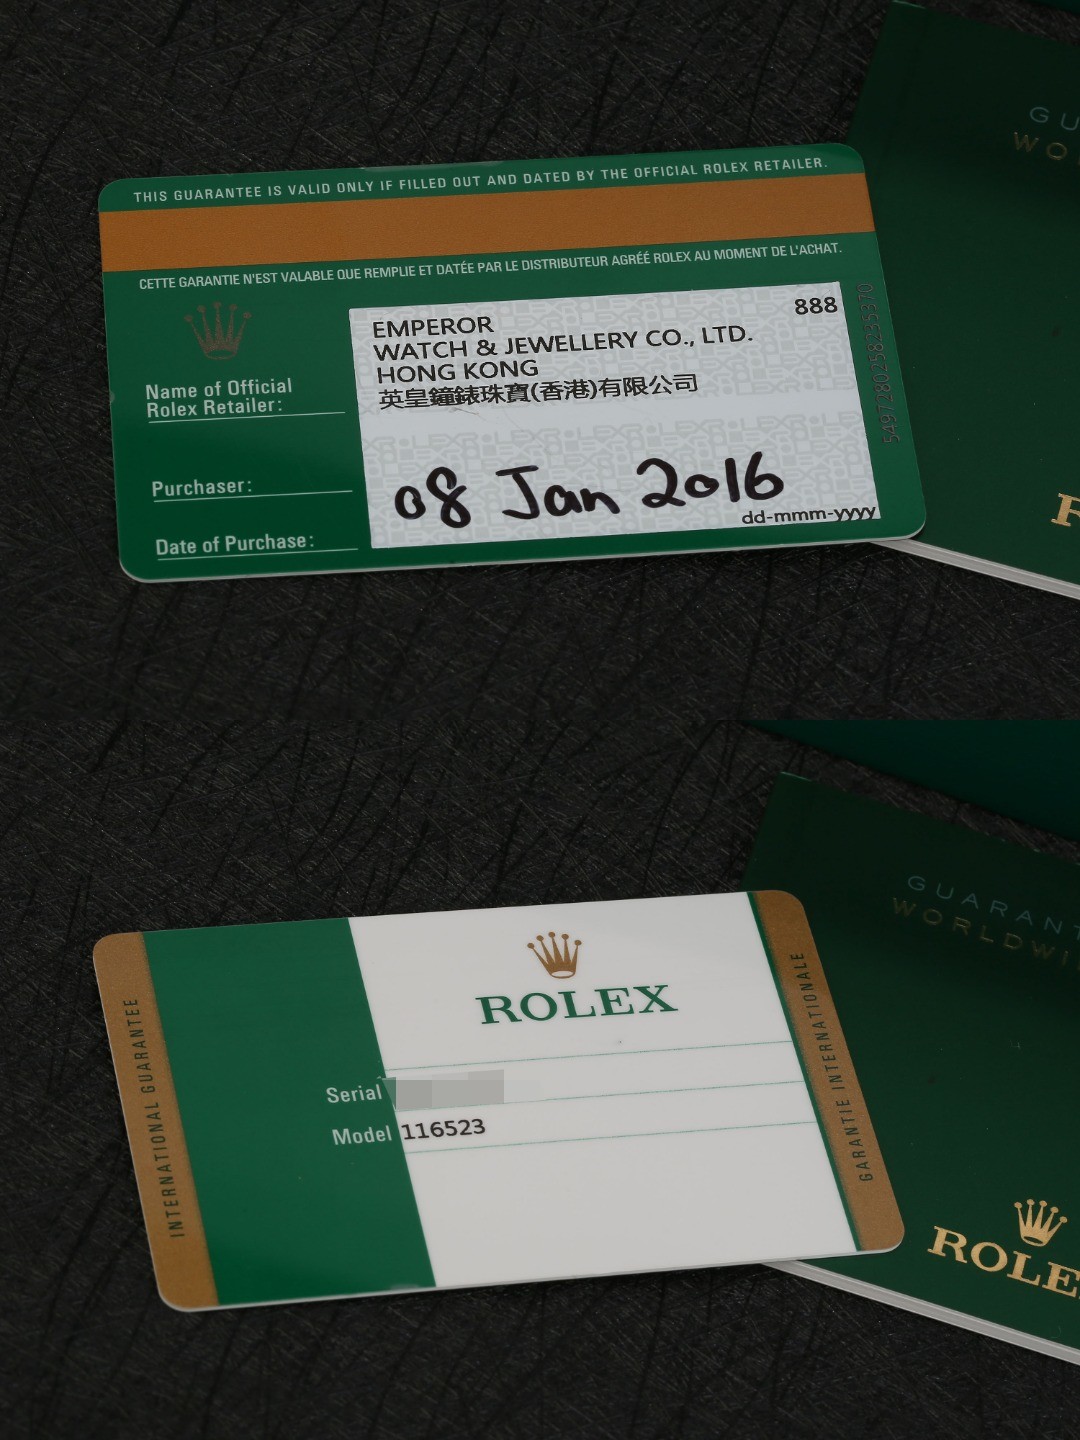 THIS GUARANTEE IS VALID ONLY IF FILLED OUT AND DATED BY THE OFFICIAL ROLEX RETAILER.
CETTE GARANTIE N'EST VALABLE QUE REMPLIE ET DATÉE PAR LE DISTRIBUTEUR AGRÉÉ ROLEX AU MOMENT DE L'ACHAT.
EMPEROR 888
WATCH & JEWELLERY CO., LTD.
HONG KONG
英皇鐘錶珠寶(香港)有限公司
Name of Official
Rolex Retailer:
Purchaser:
08 Jan 2016
dd-mmm-yyyy
Date of Purchase:
GU
WO
R
INTERNATIONAL GUARANTEE
ROLEX
Serial
Model 116523
GARANTIE INTERNATIONALE
GUARANT
WORLDWI
ROLE